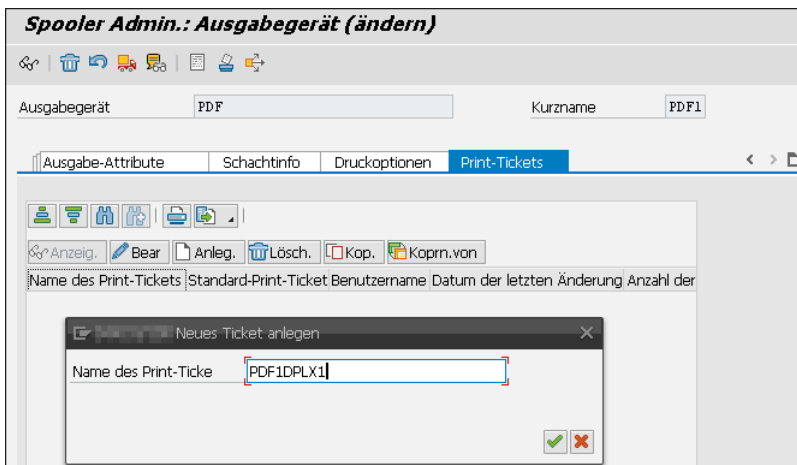 Spooler Admin.: Ausgabegerät (ändern)
Ausgabegerät PDF Kurzname PDF1
Ausgabe-Attribute Schachtinfo Druckoptionen Print-Tickets
Anzeig. Bear Anleg. Lösch. Kop. Koprn.von
Name des Print-Tickets Standard-Print-Ticket Benutzername Datum der letzten Änderung Anzahl der
Neues Ticket anlegen
Name des Print-Ticke PDF1DPLX1